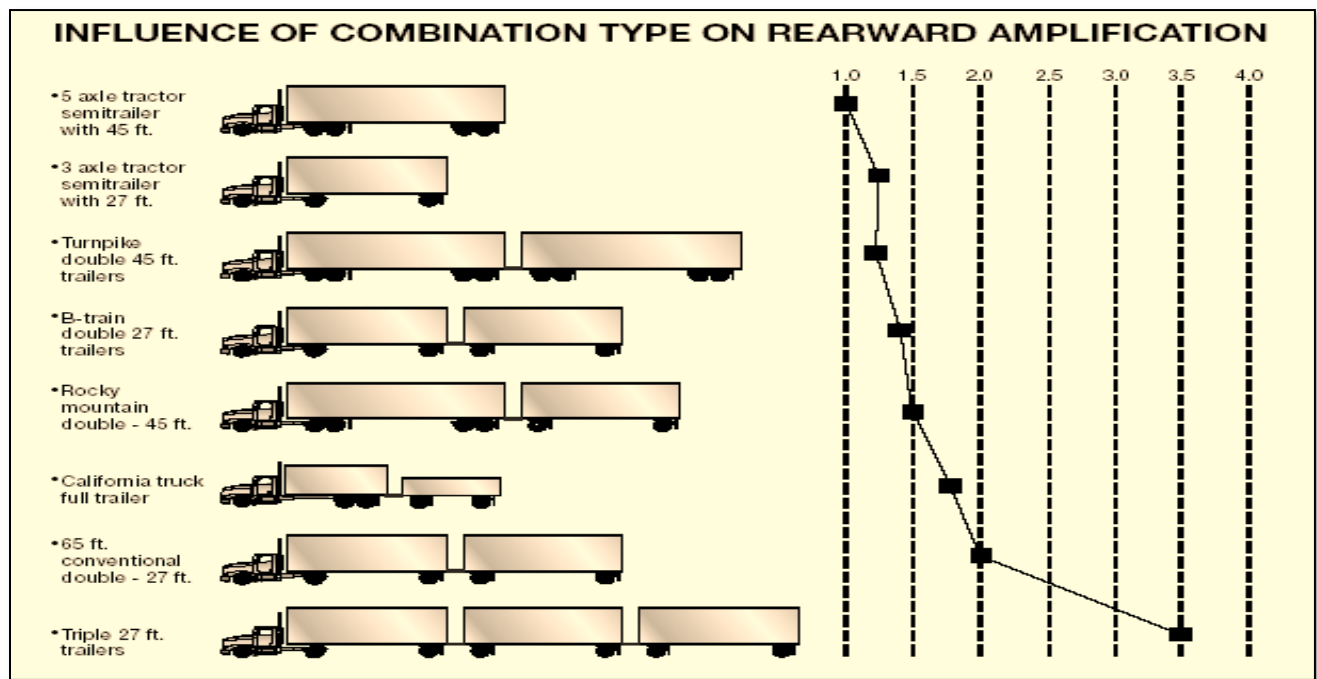 INFLUENCE OF COMBINATION TYPE ON REARWARD AMPLIFICATION
1.0 1.5 2.0 2.5 3.0 3.5 4.0
•5 axle tractor
semitrailer
with 45 ft.
•3 axle tractor
semitrailer
with 27 ft.
•Turnpike
double 45 ft.
trailers
•B-train
double 27 ft.
trailers
•Rocky
mountain
double - 45 ft.
•California truck
full trailer
•65 ft.
conventional
double - 27 ft.
•Triple 27 ft.
trailers